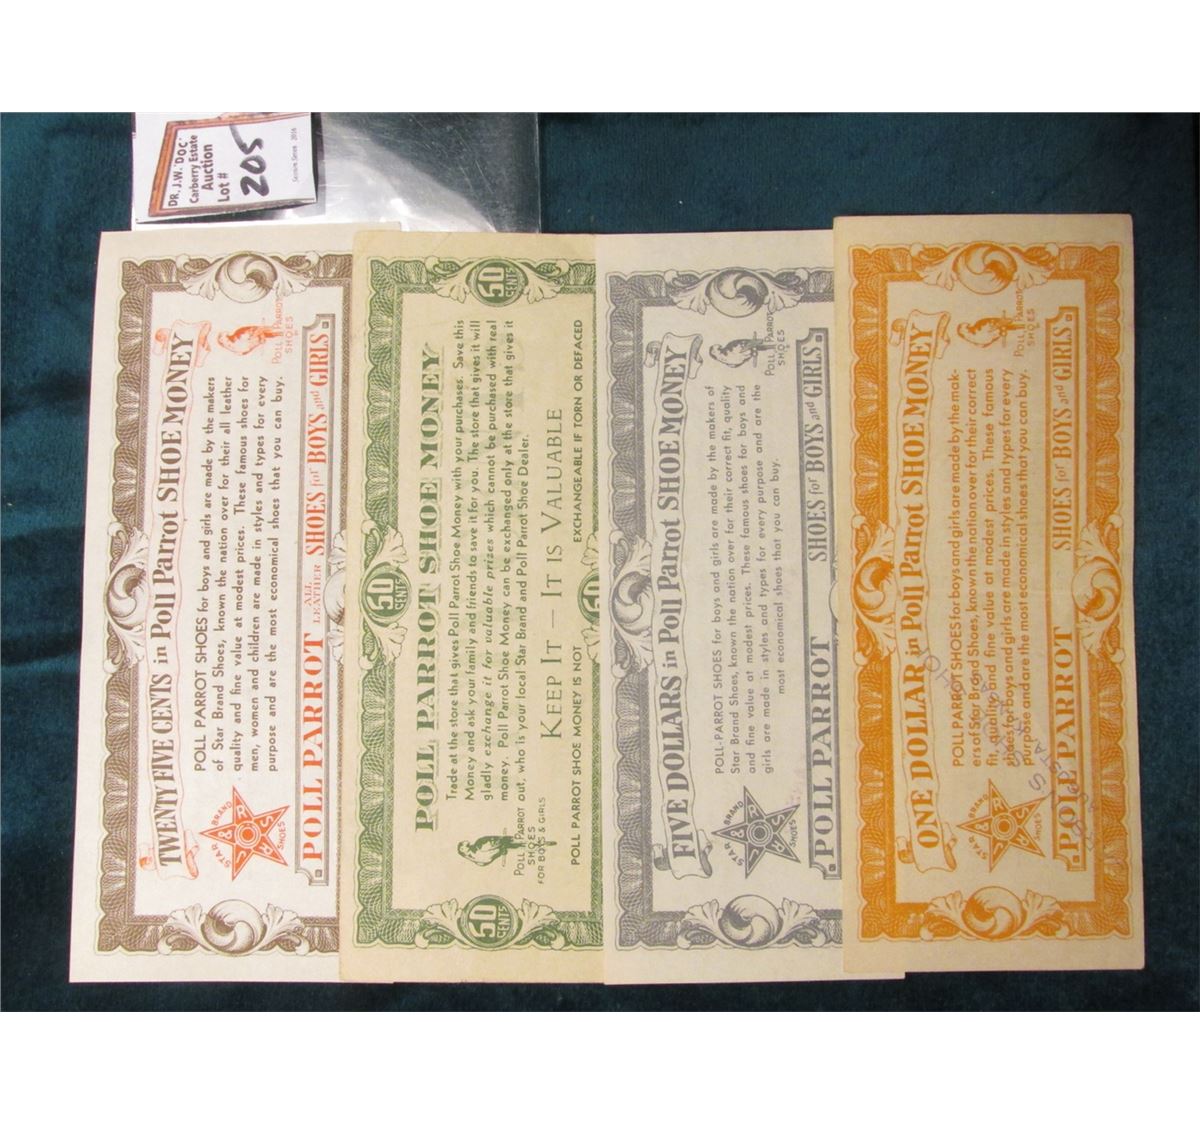 DR. J.W. "DOC"
Carberry Estate
Auction
Lot # 205
TWENTY FIVE CENTS in Poll Parrot SHOE MONEY
POLL PARROT SHOES for boys and girls are made by the makers
of Star Brand Shoes, known the nation over for their all leather
quality and fine value at modest prices. These famous shoes for
men, women and children are made in styles and types for every
purpose and are the most economical shoes that you can buy.
STAR BRAND SHOES
R J & R S
POLL PARROT
SHOES
POLL PARROT ALL LEATHER SHOES for BOYS and GIRLS
50 CENTS
50 CENTS
50 CENTS
50
POLL PARROT SHOE MONEY
Trade at the store that gives Poll Parrot Shoe Money with your purchases. Save this
Money and ask your family and friends to save it for you. The store that gives it will
gladly exchange it for valuable prizes which cannot be purchased with real
money. Poll Parrot Shoe Money can be exchanged only at the store that gives it
out, who is your local Star Brand and Poll Parrot Shoe Dealer.
POLL PARROT
SHOES
FOR BOYS & GIRLS
KEEP IT — IT IS VALUABLE
POLL PARROT SHOE MONEY IS NOT EXCHANGEABLE IF TORN OR DEFACED
FIVE DOLLARS in Poll Parrot SHOE MONEY
POLL-PARROT SHOES for boys and girls are made by the makers of
Star Brand Shoes, known the nation over for their correct fit, quality
and fine value at modest prices. These famous shoes for boys and
girls are made in styles and types for every purpose and are the
most economical shoes that you can buy.
STAR BRAND SHOES
POLL PARROT
SHOES
POLL PARROT SHOES for BOYS and GIRLS
ONE DOLLAR in Poll Parrot SHOE MONEY
POLL PARROT SHOES for boys and girls are made by the mak-
ers of Star Brand Shoes, known the nation over for their correct
fit, quality and fine value at modest prices. These famous
shoes for boys and girls are made in styles and types for every
purpose and are the most economical shoes that you can buy.
STAR BRAND SHOES
POLL PARROT
SHOES
POLL PARROT SHOES for BOYS and GIRLS